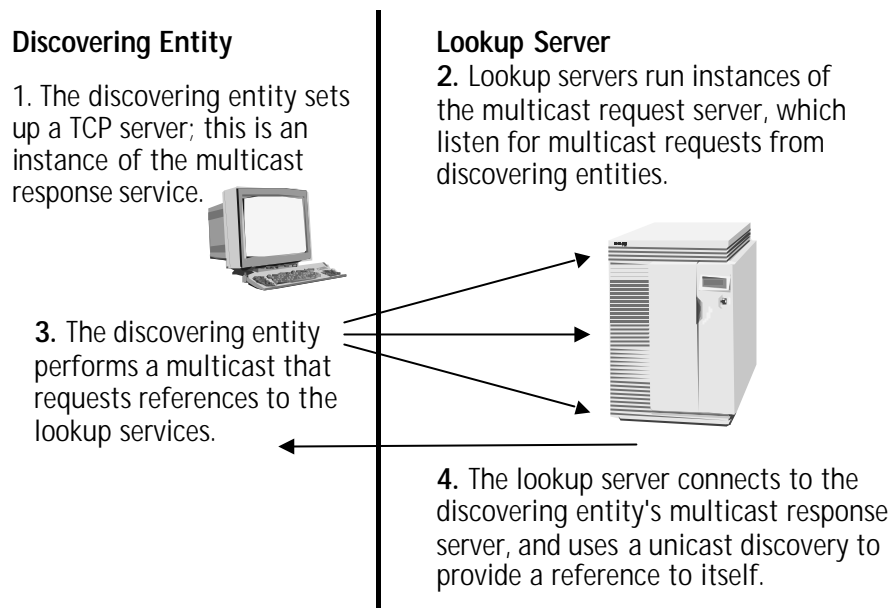 Discovering Entity
1. The discovering entity sets
up a TCP server; this is an
instance of the multicast
response service.
3. The discovering entity
performs a multicast that
requests references to the
lookup services.
Lookup Server
2. Lookup servers run instances of
the multicast request server, which
listen for multicast requests from
discovering entities.
4. The lookup server connects to the
discovering entity's multicast response
server, and uses a unicast discovery to
provide a reference to itself.